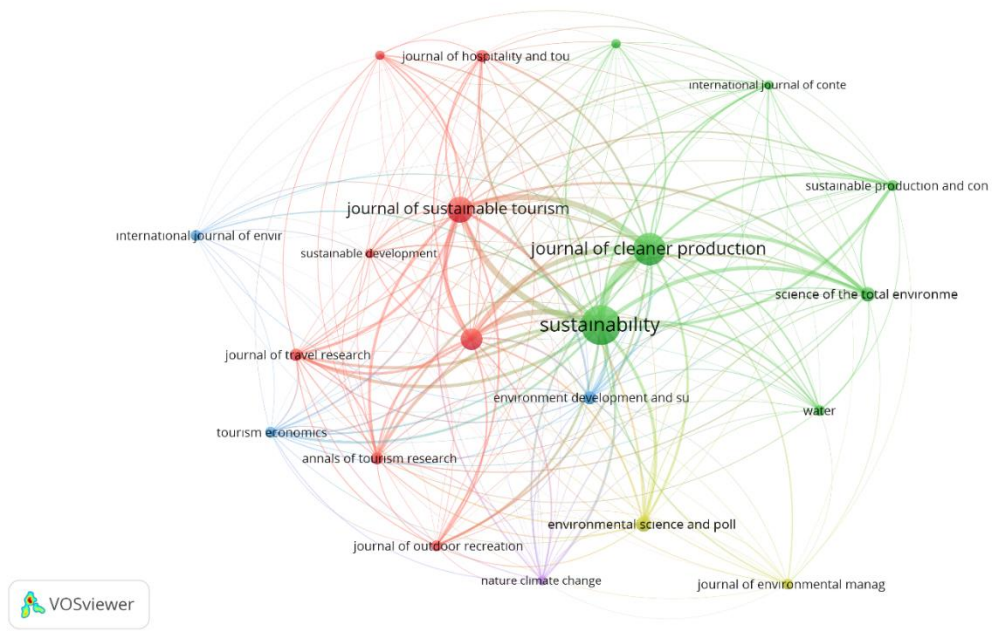 journal of hospitality and tou
international journal of conte
sustainable production and con
journal of sustainable tourism
international journal of envir
journal of cleaner production
sustainable development
science of the total environme
sustainability
journal of travel research
environment development and su
water
tourism economics
annals of tourism research
environmental science and poll
journal of outdoor recreation
nature climate change
journal of environmental manag
VOSviewer